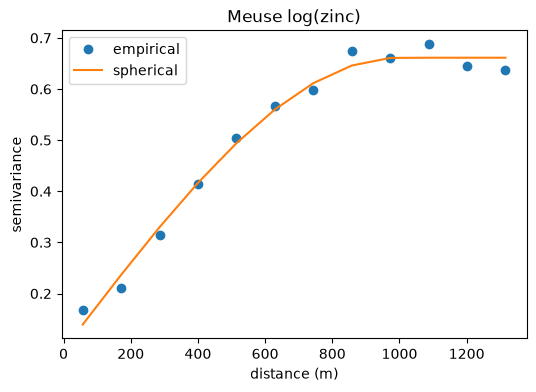 Meuse log(zinc)
empirical
spherical
0.7
0.6
0.5
0.4
0.3
0.2
semivariance
0 200 400 600 800 1000 1200
distance (m)